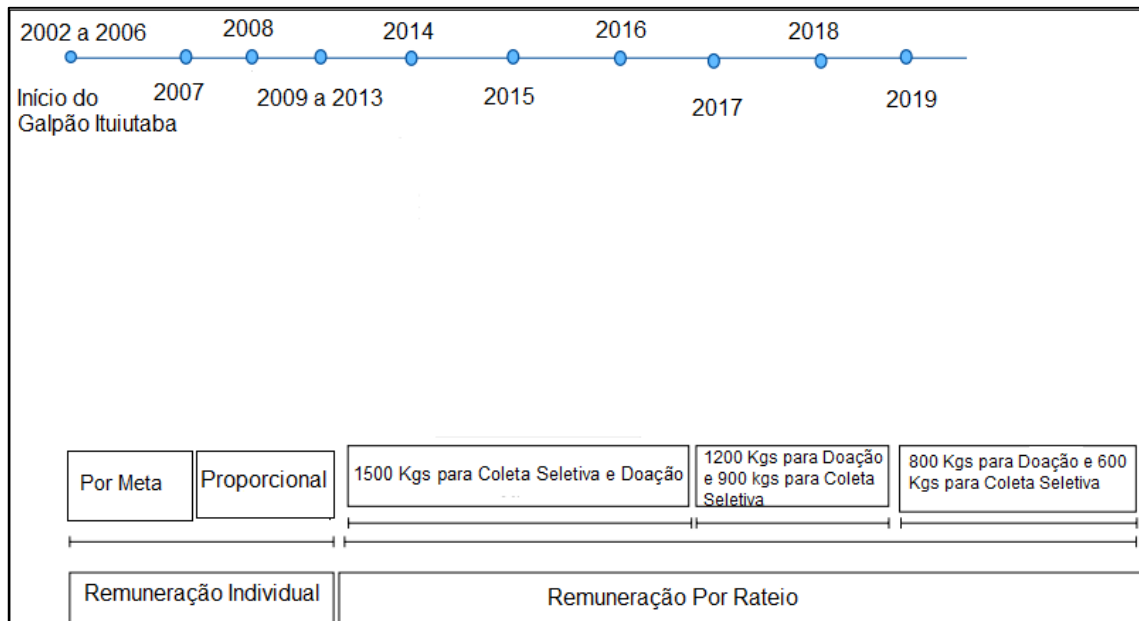 2002 a 2006
2008
2014
2016
2018
Início do
Galpão Ituiutaba
2007
2009 a 2013
2015
2017
2019
Por Meta
Proporcional
1500 Kgs para Coleta Seletiva e Doação
1200 Kgs para Doação
e 900 kgs para Coleta
Seletiva
800 Kgs para Doação e 600
Kgs para Coleta Seletiva
Remuneração Individual
Remuneração Por Rateio